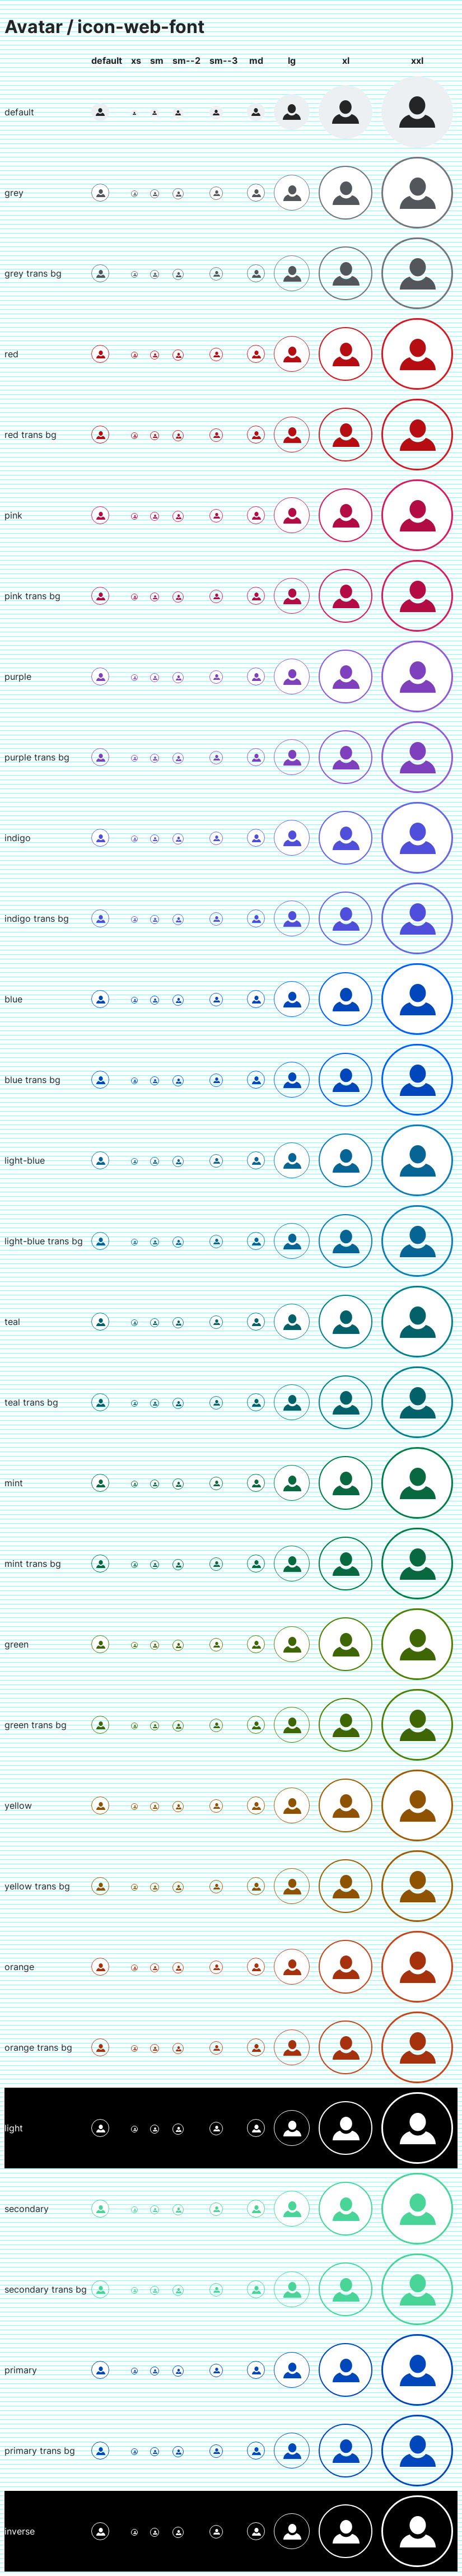 Avatar / icon-web-font
default xs sm sm--2 sm--3 md lg xl xxl
default
grey
grey trans bg
red
red trans bg
pink
pink trans bg
purple
purple trans bg
indigo
indigo trans bg
blue
blue trans bg
light-blue
light-blue trans bg
teal
teal trans bg
mint
mint trans bg
green
green trans bg
yellow
yellow trans bg
orange
orange trans bg
light
secondary
secondary trans bg
primary
primary trans bg
inverse